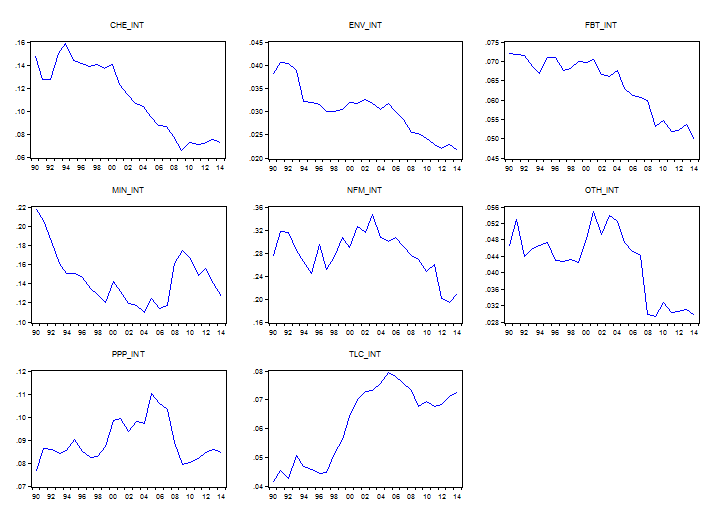 CHE_INT ENV_INT FBT_INT
.16 .045 .075
.14 .040 .070
.12 .035 .065
.10 .030 .060
.08 .025 .055
.06 .020 .050
.045
90 92 94 96 98 00 02 04 06 08 10 12 14 90 92 94 96 98 00 02 04 06 08 10 12 14 90 92 94 96 98 00 02 04 06 08 10 12 14
MIN_INT NFM_INT OTH_INT
.22 .36 .056
.20 .32 .052
.18 .28 .048
.16 .24 .044
.14 .20 .040
.12 .16 .036
.10 .032
.028
90 92 94 96 98 00 02 04 06 08 10 12 14 90 92 94 96 98 00 02 04 06 08 10 12 14 90 92 94 96 98 00 02 04 06 08 10 12 14
PPP_INT TLC_INT
.12 .08
.11 .07
.10 .06
.09 .05
.08 .04
.07
90 92 94 96 98 00 02 04 06 08 10 12 14 90 92 94 96 98 00 02 04 06 08 10 12 14